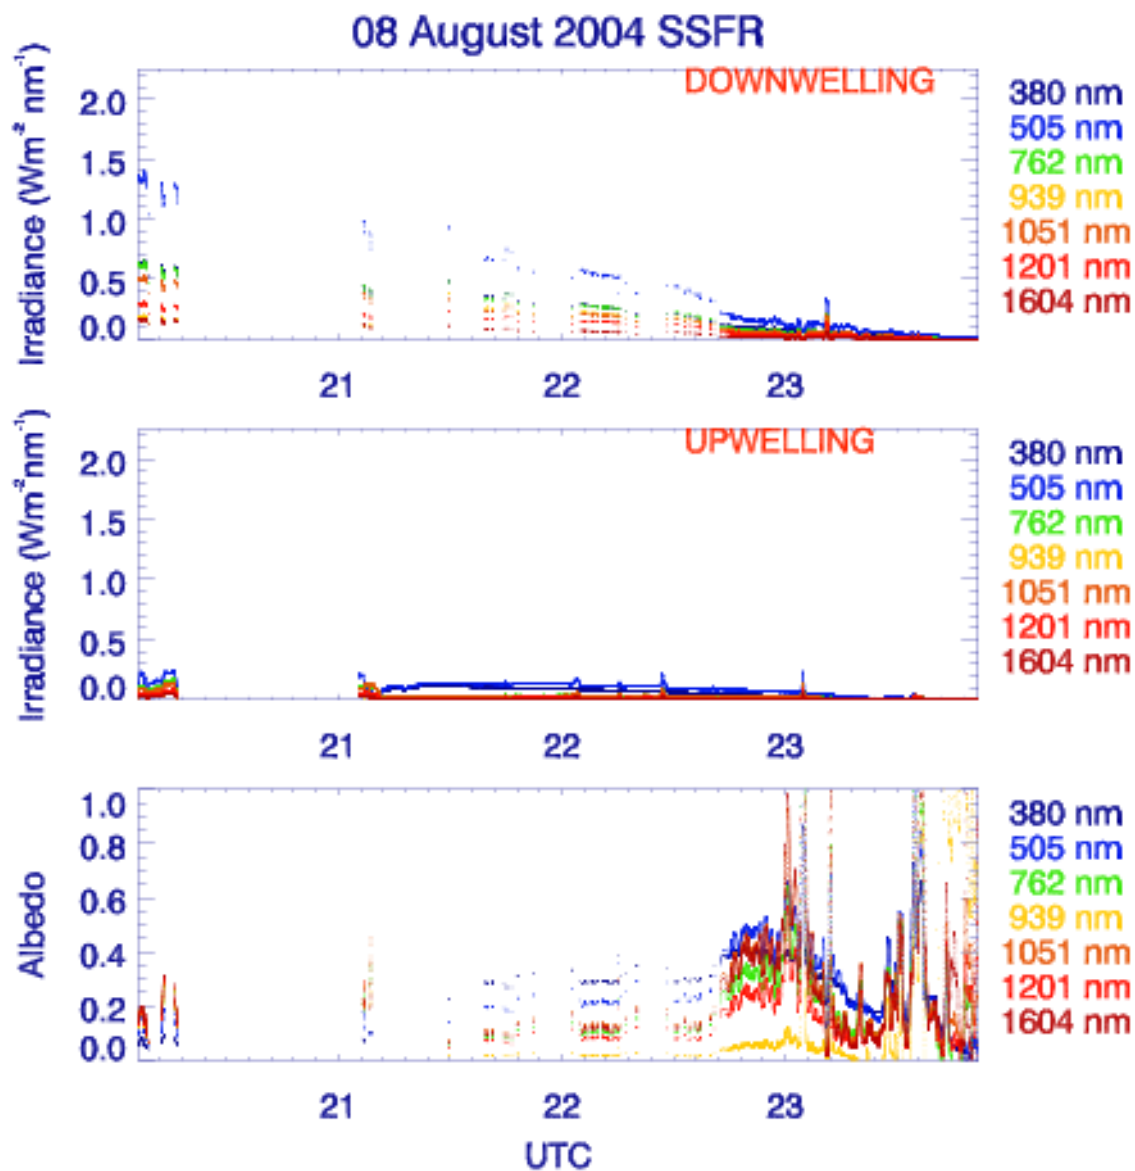 08 August 2004 SSFR
DOWNWELLING
Irradiance (Wm⁻² nm⁻¹)
2.0
1.5
1.0
0.5
0.0
21 22 23
380 nm
505 nm
762 nm
939 nm
1051 nm
1201 nm
1604 nm
UPWELLING
Irradiance (Wm⁻²nm⁻¹)
2.0
1.5
1.0
0.5
0.0
21 22 23
380 nm
505 nm
762 nm
939 nm
1051 nm
1201 nm
1604 nm
Albedo
1.0
0.8
0.6
0.4
0.2
0.0
21 22 23
UTC
380 nm
505 nm
762 nm
939 nm
1051 nm
1201 nm
1604 nm